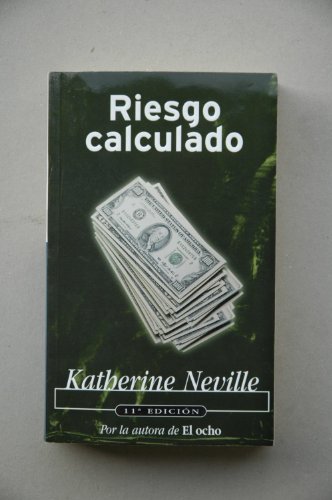 Riesgo
calculado
Katherine Neville
11ª EDICIÓN
Por la autora de El ocho